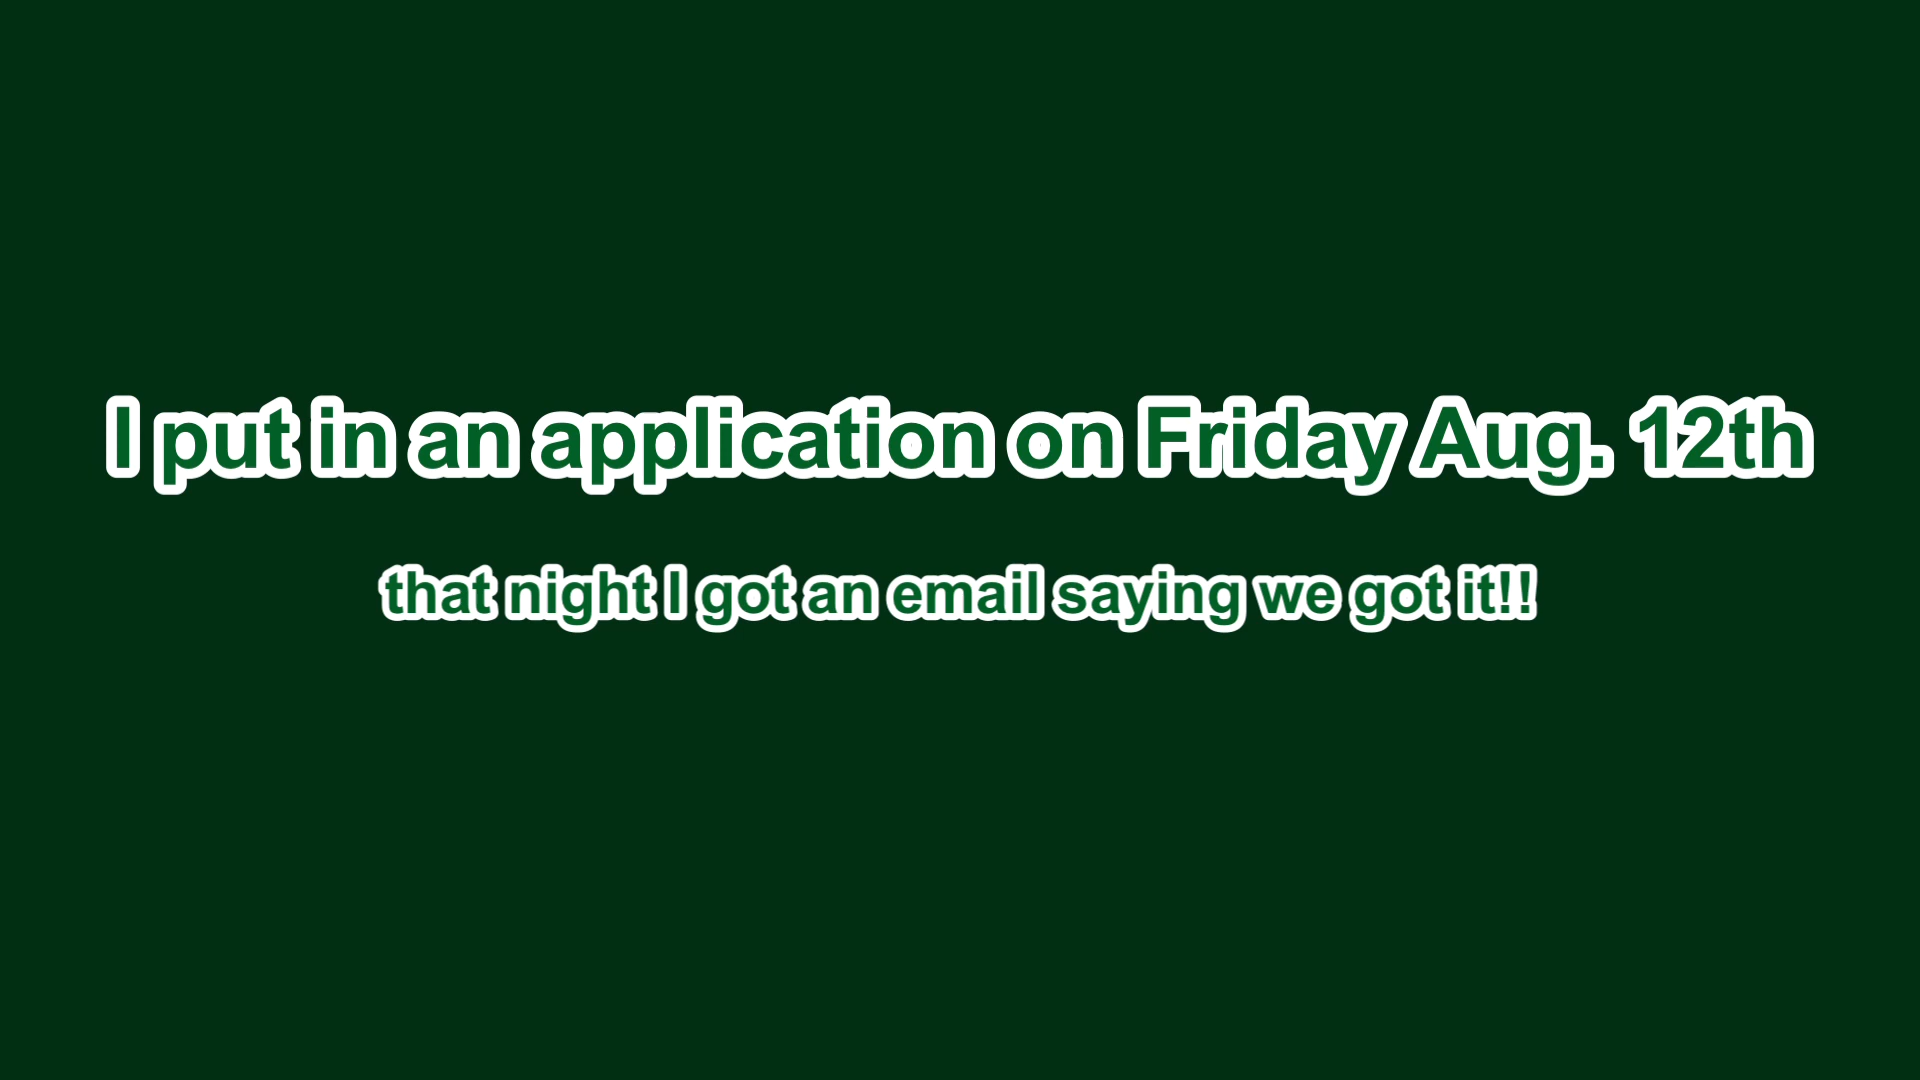 I put in an application on Friday Aug. 12th
that night I got an email saying we got it!!